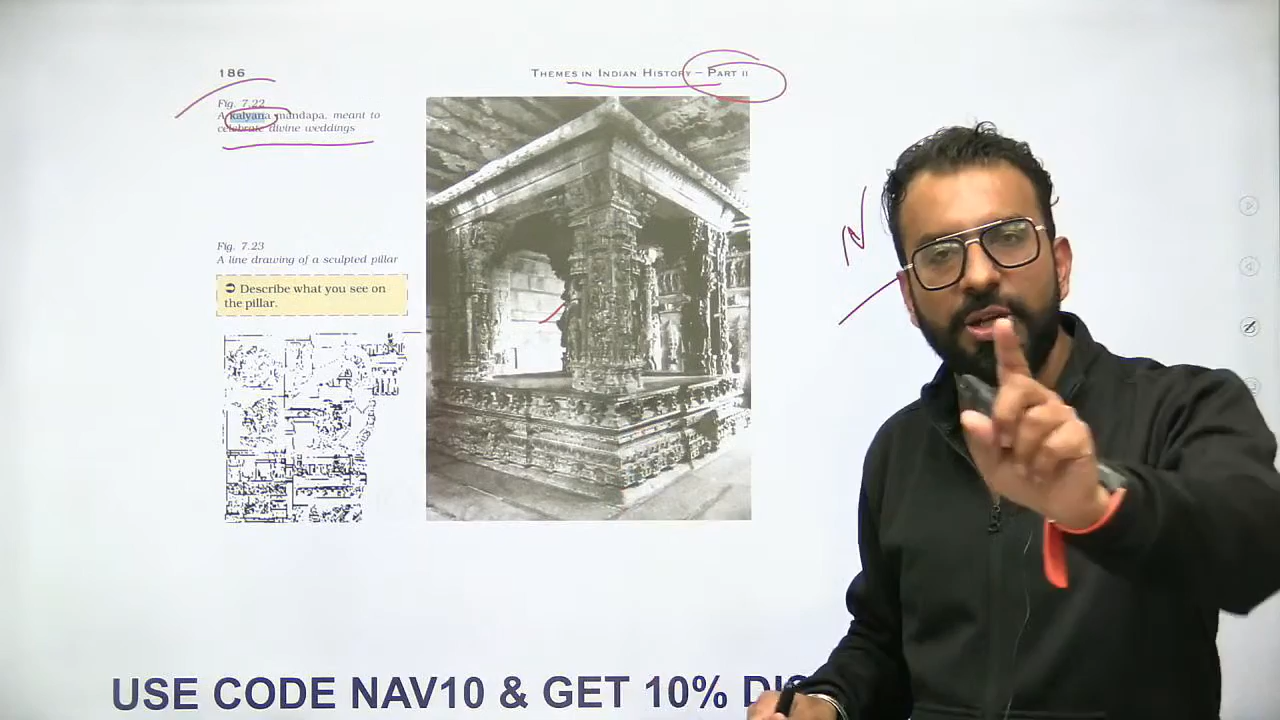 186
THEMES IN INDIAN HISTORY – PART II
Fig. 7.22
A kalyana mandapa, meant to
celebrate divine weddings
Fig. 7.23
A line drawing of a sculpted pillar
➲ Describe what you see on
the pillar.
N
USE CODE NAV10 & GET 10%